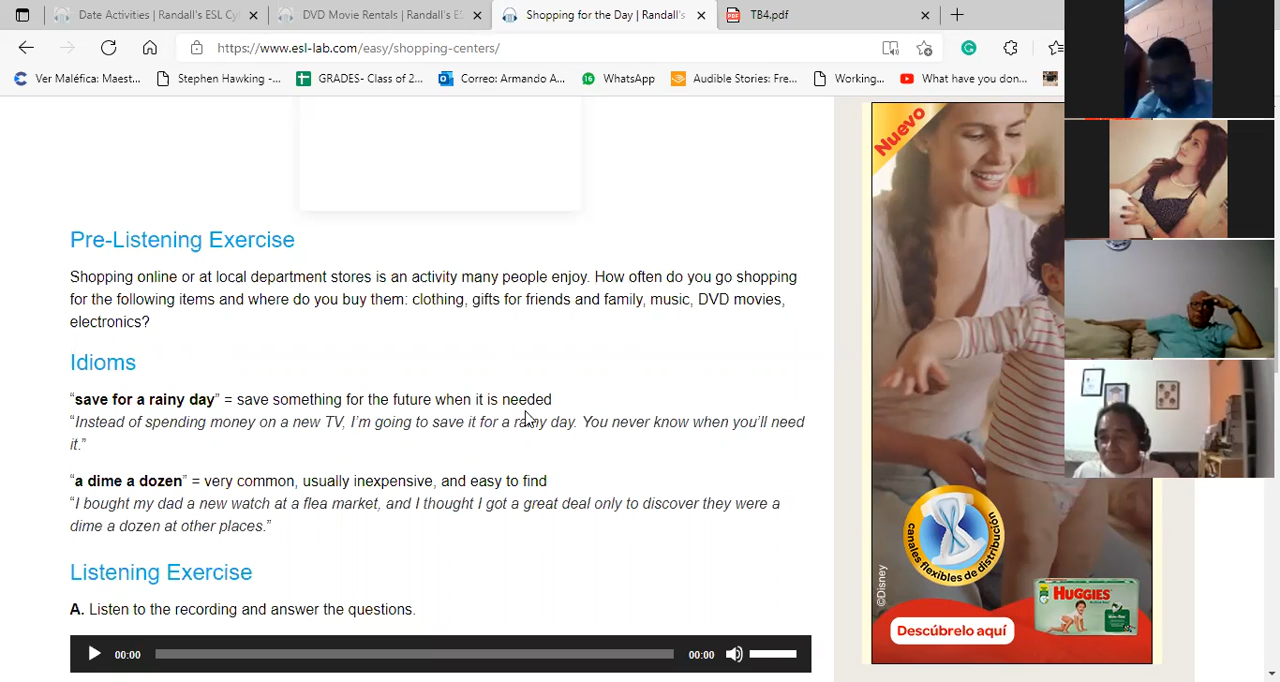 Date Activities | Randall's ESL Cy
DVD Movie Rentals | Randall's ES
Shopping for the Day | Randall's
TB4.pdf
https://www.esl-lab.com/easy/shopping-centers/
Ver Maléfica: Maest...
Stephen Hawking -...
GRADES- Class of 2...
Correo: Armando A...
WhatsApp
Audible Stories: Fre...
Working...
What have you don...
Pre-Listening Exercise
Shopping online or at local department stores is an activity many people enjoy. How often do you go shopping
for the following items and where do you buy them: clothing, gifts for friends and family, music, DVD movies,
electronics?
Idioms
“save for a rainy day” = save something for the future when it is needed
“Instead of spending money on a new TV, I’m going to save it for a rainy day. You never know when you’ll need
it.”
“a dime a dozen” = very common, usually inexpensive, and easy to find
“I bought my dad a new watch at a flea market, and I thought I got a great deal only to discover they were a
dime a dozen at other places.”
Listening Exercise
A. Listen to the recording and answer the questions.
00:00
00:00
Nuevo
canales flexibles de distribución
©Disney
HUGGIES
Descúbrelo aquí